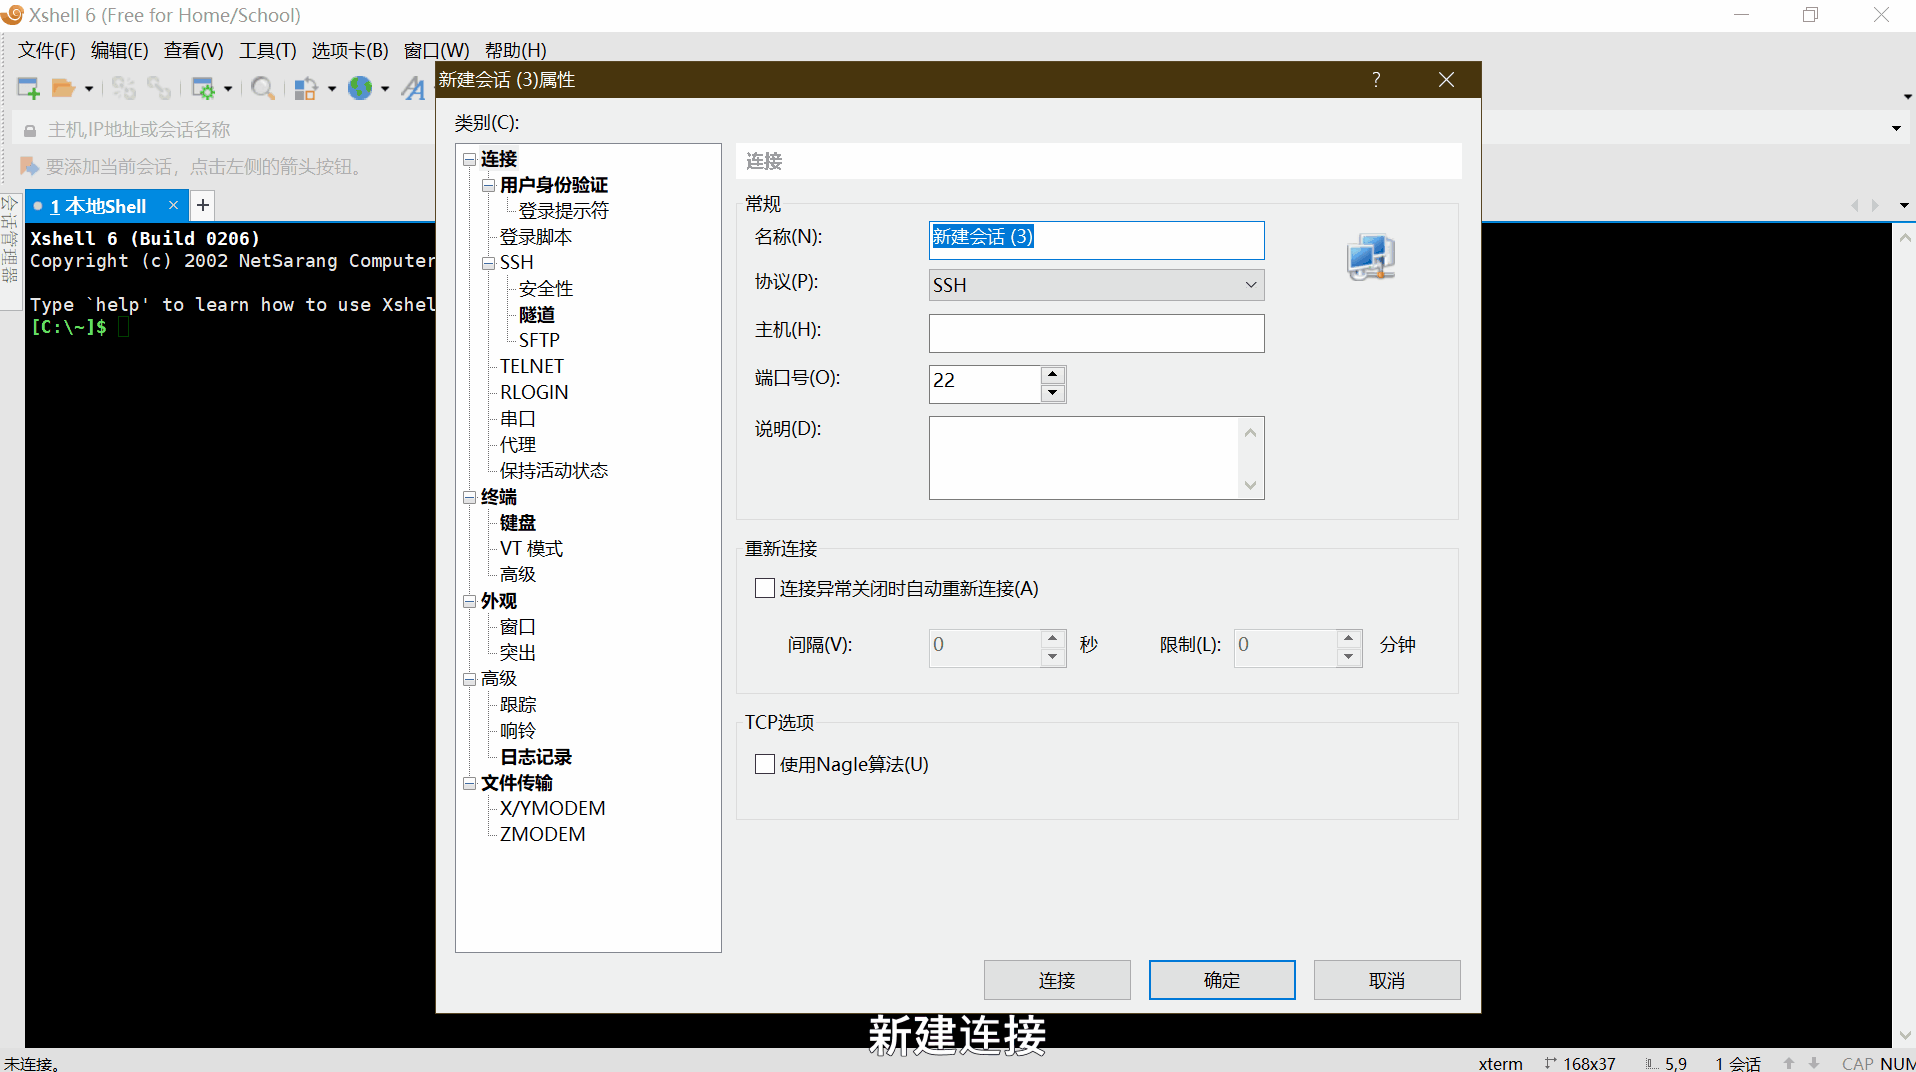 Xshell 6 (Free for Home/School)
文件(F) 编辑(E) 查看(V) 工具(T) 选项卡(B) 窗口(W) 帮助(H)
主机,IP地址或会话名称
要添加当前会话，点击左侧的箭头按钮。
会话管理器
1 本地Shell
Xshell 6 (Build 0206)
Copyright (c) 2002 NetSarang Computer
Type `help' to learn how to use Xshel
[C:\~]$
新建会话 (3)属性
类别(C):
连接
用户身份验证
登录提示符
登录脚本
SSH
安全性
隧道
SFTP
TELNET
RLOGIN
串口
代理
保持活动状态
终端
键盘
VT 模式
高级
外观
窗口
突出
高级
跟踪
响铃
日志记录
文件传输
X/YMODEM
ZMODEM
连接
常规
名称(N): 新建会话 (3)
协议(P): SSH
主机(H):
端口号(O): 22
说明(D):
重新连接
连接异常关闭时自动重新连接(A)
间隔(V): 0 秒 限制(L): 0 分钟
TCP选项
使用Nagle算法(U)
连接 确定 取消
新建连接
未连接。 xterm 168x37 5,9 1 会话 CAP NUM